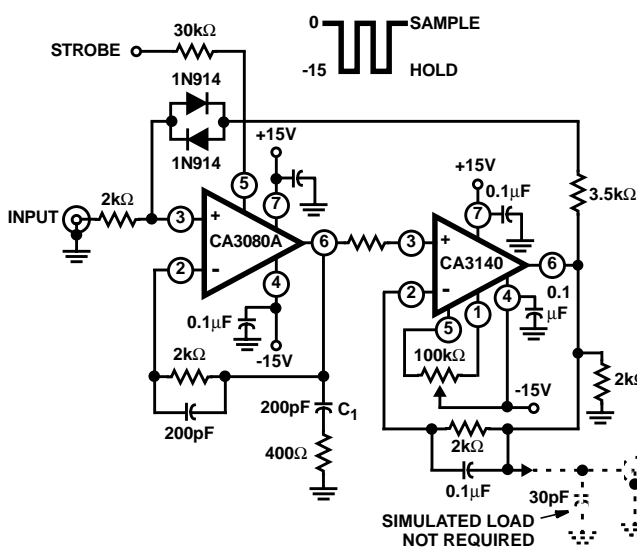 30kΩ
0
SAMPLE
STROBE
-15
HOLD
1N914
1N914
+15V
+15V
0.1µF
3.5kΩ
5
7
7
2kΩ
INPUT
3
+
CA3080A
6
3
+
CA3140
6
2
-
4
2
-
4
0.1
µF
5
1
0.1µF
100kΩ
-15V
2kΩ
-15V
2kΩ
200pF
200pF
C1
2kΩ
400Ω
0.1µF
30pF
SIMULATED LOAD
NOT REQUIRED